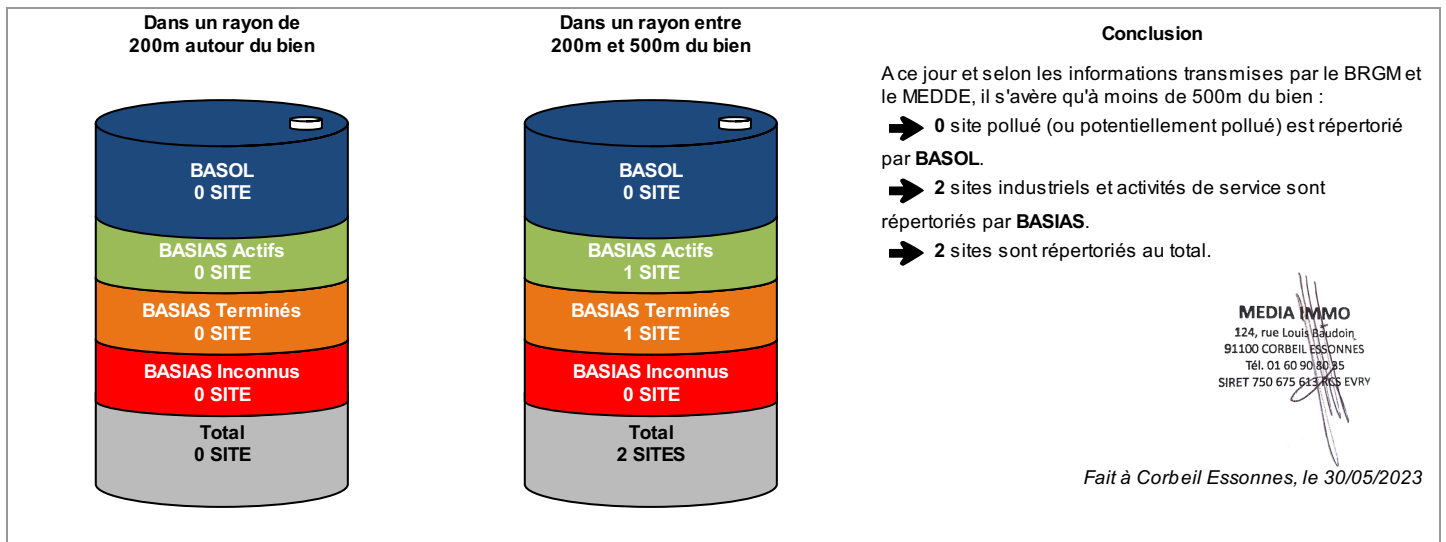 Dans un rayon de
200m autour du bien
BASOL
0 SITE
BASIAS Actifs
0 SITE
BASIAS Terminés
0 SITE
BASIAS Inconnus
0 SITE
Total
0 SITE
Dans un rayon entre
200m et 500m du bien
BASOL
0 SITE
BASIAS Actifs
1 SITE
BASIAS Terminés
1 SITE
BASIAS Inconnus
0 SITE
Total
2 SITES
Conclusion
A ce jour et selon les informations transmises par le BRGM et
le MEDDE, il s'avère qu'à moins de 500m du bien :
0 site pollué (ou potentiellement pollué) est répertorié
par BASOL.
2 sites industriels et activités de service sont
répertoriés par BASIAS.
2 sites sont répertoriés au total.
MEDIA IMMO
124, rue Louis Baudoin
91100 CORBEIL ESSONNES
Tél. 01 60 90 80 85
SIRET 750 675 613 RCS EVRY
Fait à Corbeil Essonnes, le 30/05/2023